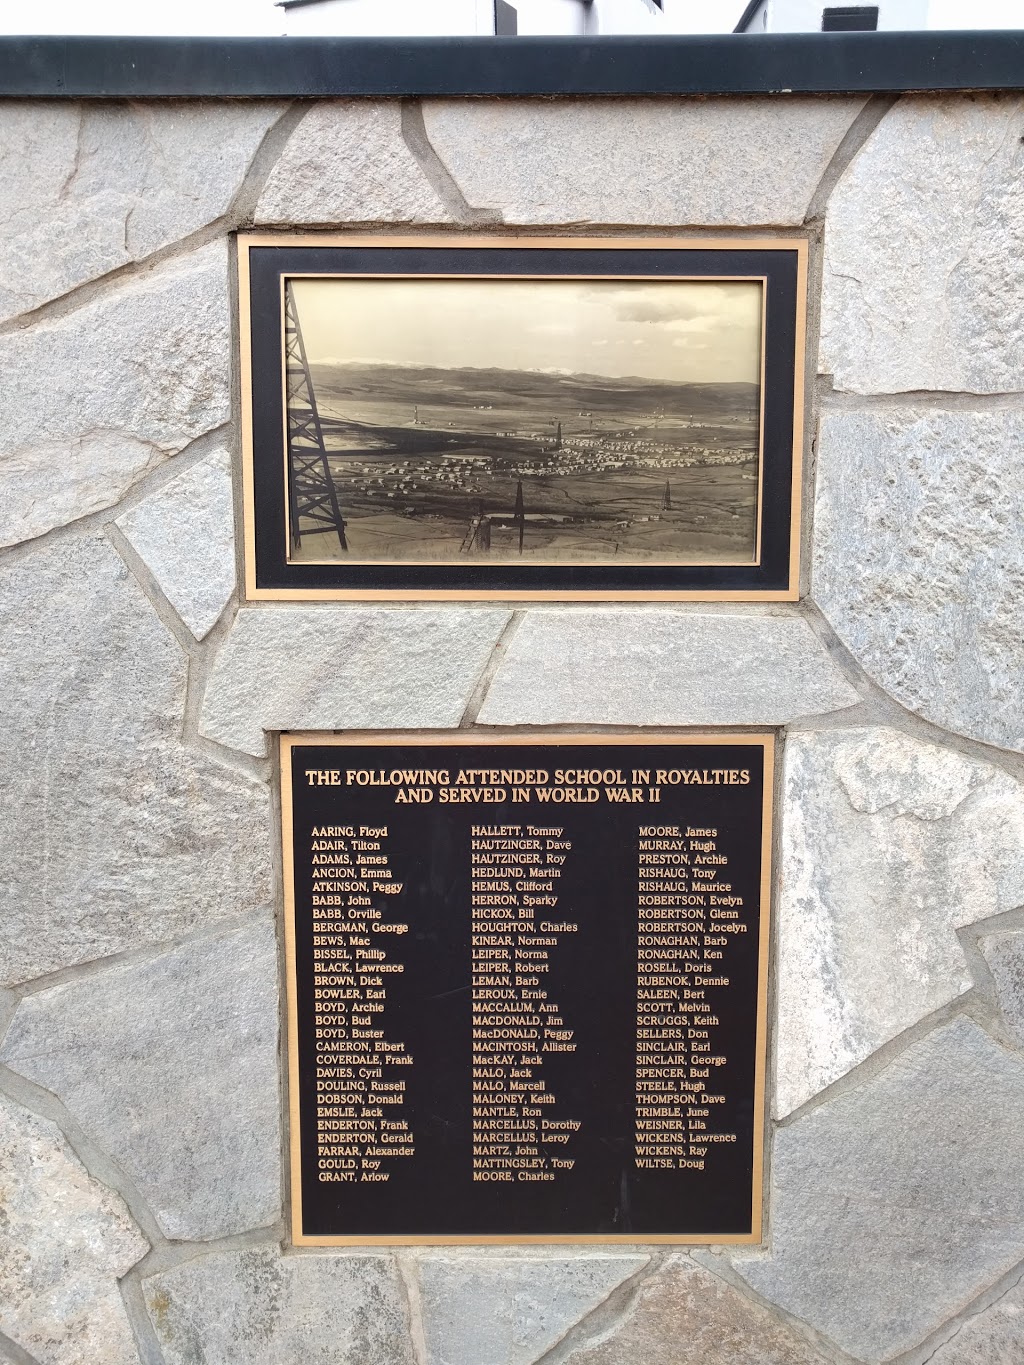 THE FOLLOWING ATTENDED SCHOOL IN ROYALTIES
AND SERVED IN WORLD WAR II
AARING, Floyd
ADAIR, Tilton
ADAMS, James
ANCION, Emma
ATKINSON, Peggy
BABB, John
BABB, Orville
BERGMAN, George
BEWS, Mac
BISSEL, Phillip
BLACK, Lawrence
BROWN, Dick
BOWLER, Earl
BOYD, Archie
BOYD, Bud
BOYD, Buster
CAMERON, Elbert
COVERDALE, Frank
DAVIES, Cyril
DOULING, Russell
DOBSON, Donald
EMSLIE, Jack
ENDERTON, Frank
ENDERTON, Gerald
FARRAR, Alexander
GOULD, Roy
GRANT, Arlow
HALLETT, Tommy
HAUTZINGER, Dave
HAUTZINGER, Roy
HEDLUND, Martin
HEMUS, Clifford
HERRON, Sparky
HICKOX, Bill
HOUGHTON, Charles
KINEAR, Norman
LEIPER, Norma
LEIPER, Robert
LEMAN, Barb
LEROUX, Ernie
MACCALUM, Ann
MACDONALD, Jim
MacDONALD, Peggy
MACINTOSH, Allister
MacKAY, Jack
MALO, Jack
MALO, Marcell
MALONEY, Keith
MANTLE, Ron
MARCELLUS, Dorothy
MARCELLUS, Leroy
MARTZ, John
MATTINGSLEY, Tony
MOORE, Charles
MOORE, James
MURRAY, Hugh
PRESTON, Archie
RISHAUG, Tony
RISHAUG, Maurice
ROBERTSON, Evelyn
ROBERTSON, Glenn
ROBERTSON, Jocelyn
RONAGHAN, Barb
RONAGHAN, Ken
ROSELL, Doris
RUBENOK, Dennie
SALEEN, Bert
SCOTT, Melvin
SCRUGGS, Keith
SELLERS, Don
SINCLAIR, Earl
SINCLAIR, George
SPENCER, Bud
STEELE, Hugh
THOMPSON, Dave
TRIMBLE, June
WEISNER, Lila
WICKENS, Lawrence
WICKENS, Ray
WILTSE, Doug